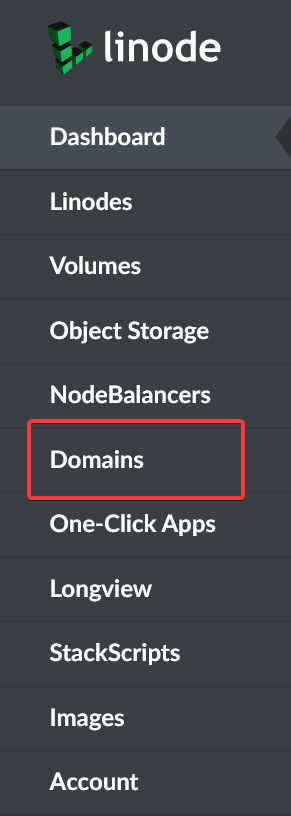 linode
Dashboard
Linodes
Volumes
Object Storage
NodeBalancers
Domains
One-Click Apps
Longview
StackScripts
Images
Account